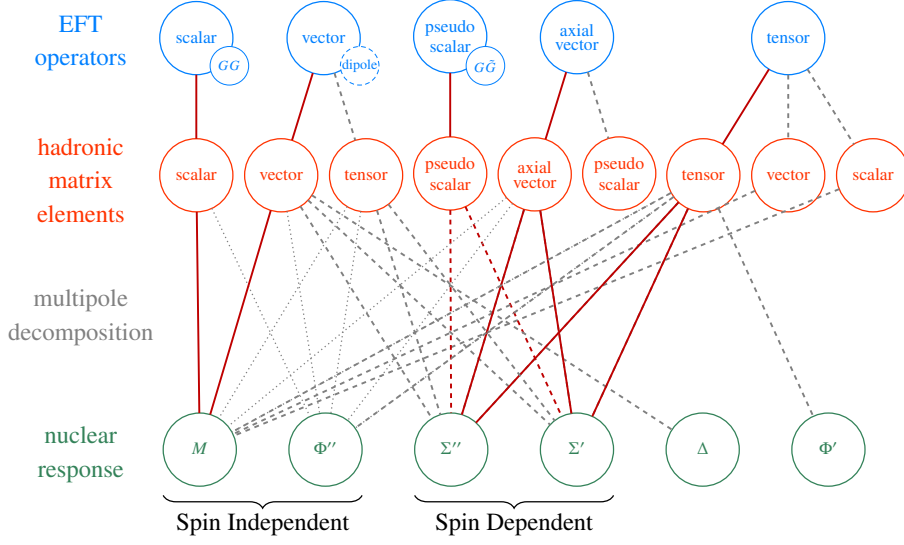 EFT
operators
scalar
GG
vector
dipole
pseudo
scalar
GG̃
axial
vector
tensor
hadronic
matrix
elements
scalar
vector
tensor
pseudo
scalar
axial
vector
pseudo
scalar
tensor
vector
scalar
multipole
decomposition
nuclear
response
M
Φ′′
Σ′′
Σ′
Δ
Φ′
Spin Independent
Spin Dependent